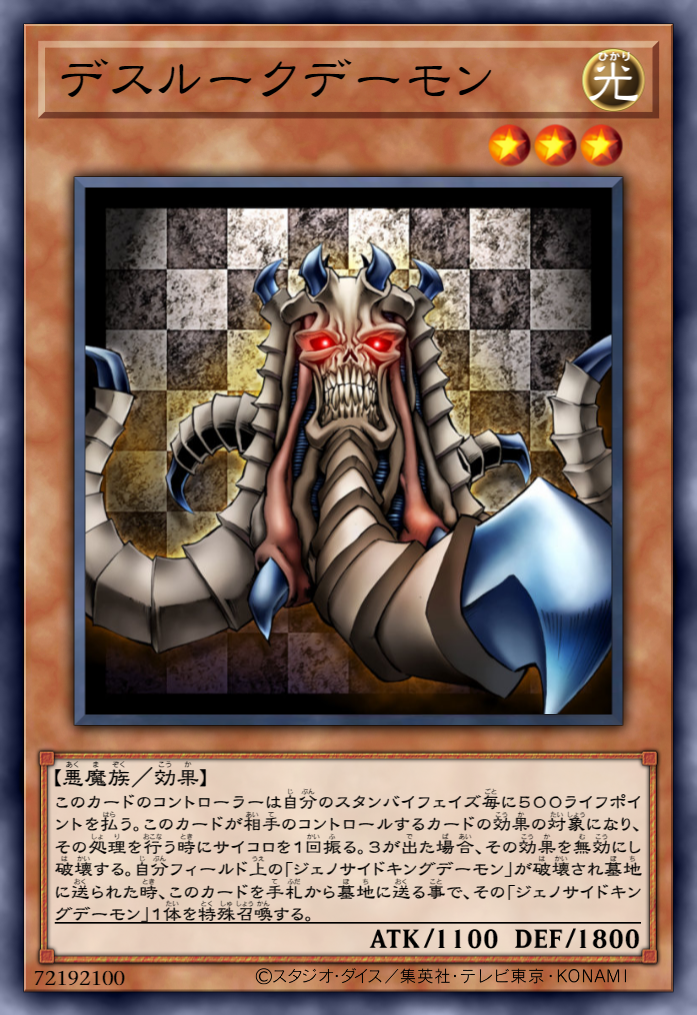 デスルークデーモン
光
【悪魔族／効果】
このカードのコントローラーは自分のスタンバイフェイズ毎に５００ライフポイ
ントを払う。このカードが相手のコントロールするカードの効果の対象になり、
その処理を行う時にサイコロを１回振る。３が出た場合、その効果を無効にし
破壊する。自分フィールド上の「ジェノサイドキングデーモン」が破壊され墓地
に送られた時、このカードを手札から墓地に送る事で、その「ジェノサイドキン
グデーモン」１体を特殊召喚する。
ATK/1100 DEF/1800
72192100 ©スタジオ・ダイス／集英社・テレビ東京・KONAMI